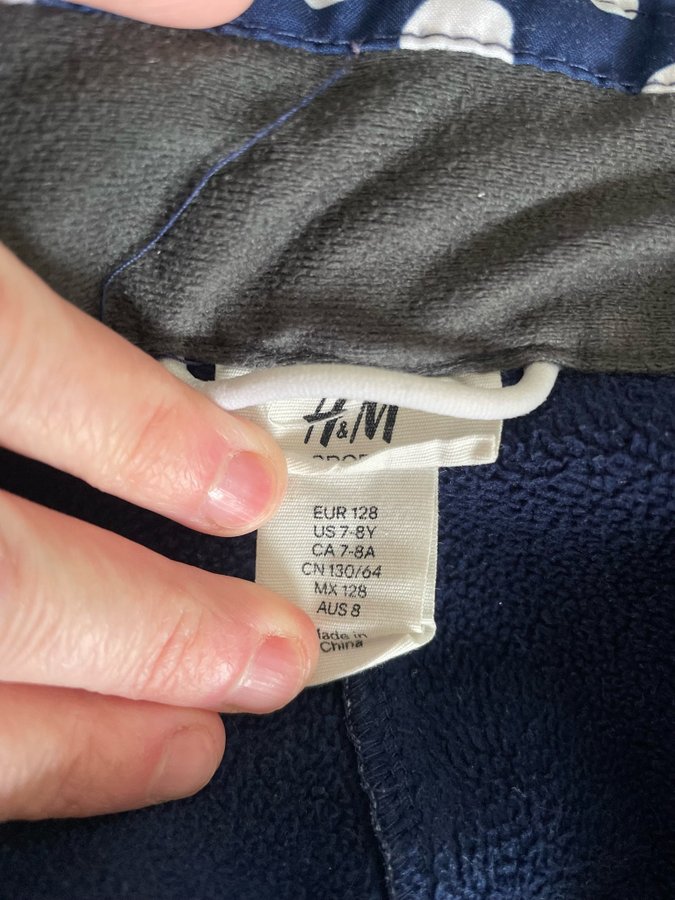 H&M
EUR 128
US 7-8Y
CA 7-8A
CN 130/64
MX 128
AUS 8
Made in
China